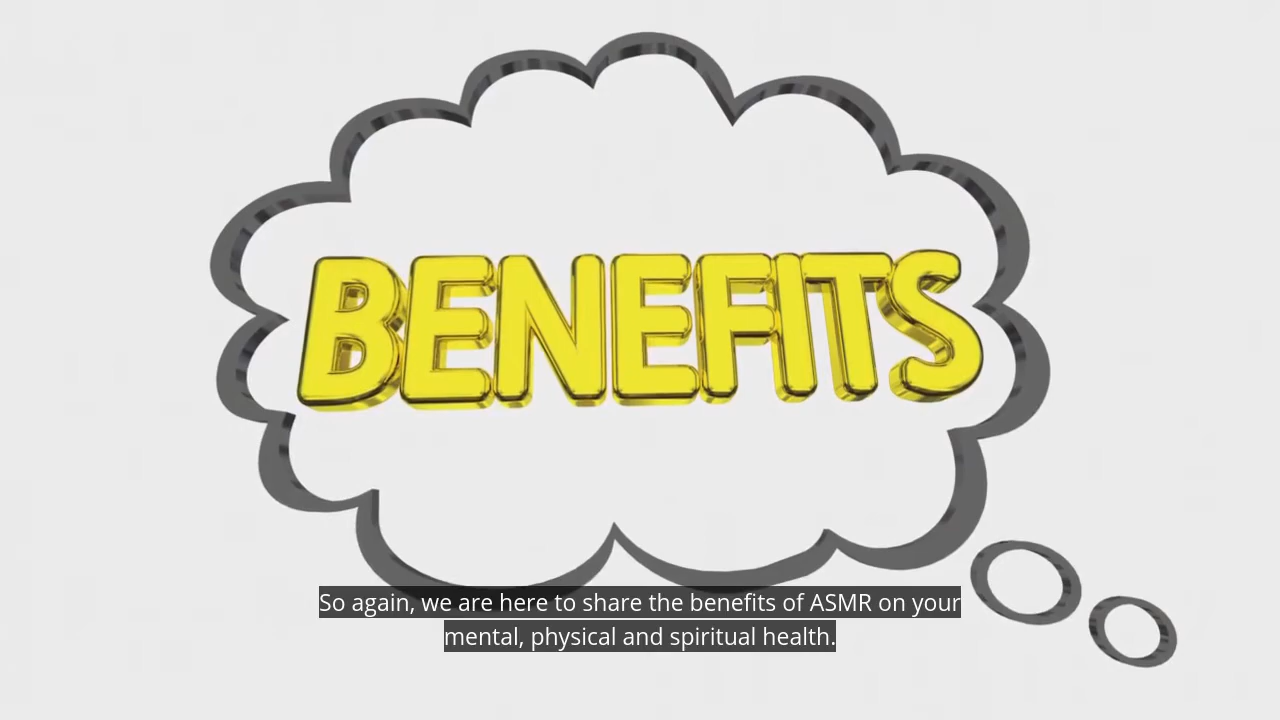 BENEFITS
So again, we are here to share the benefits of ASMR on your
mental, physical and spiritual health.